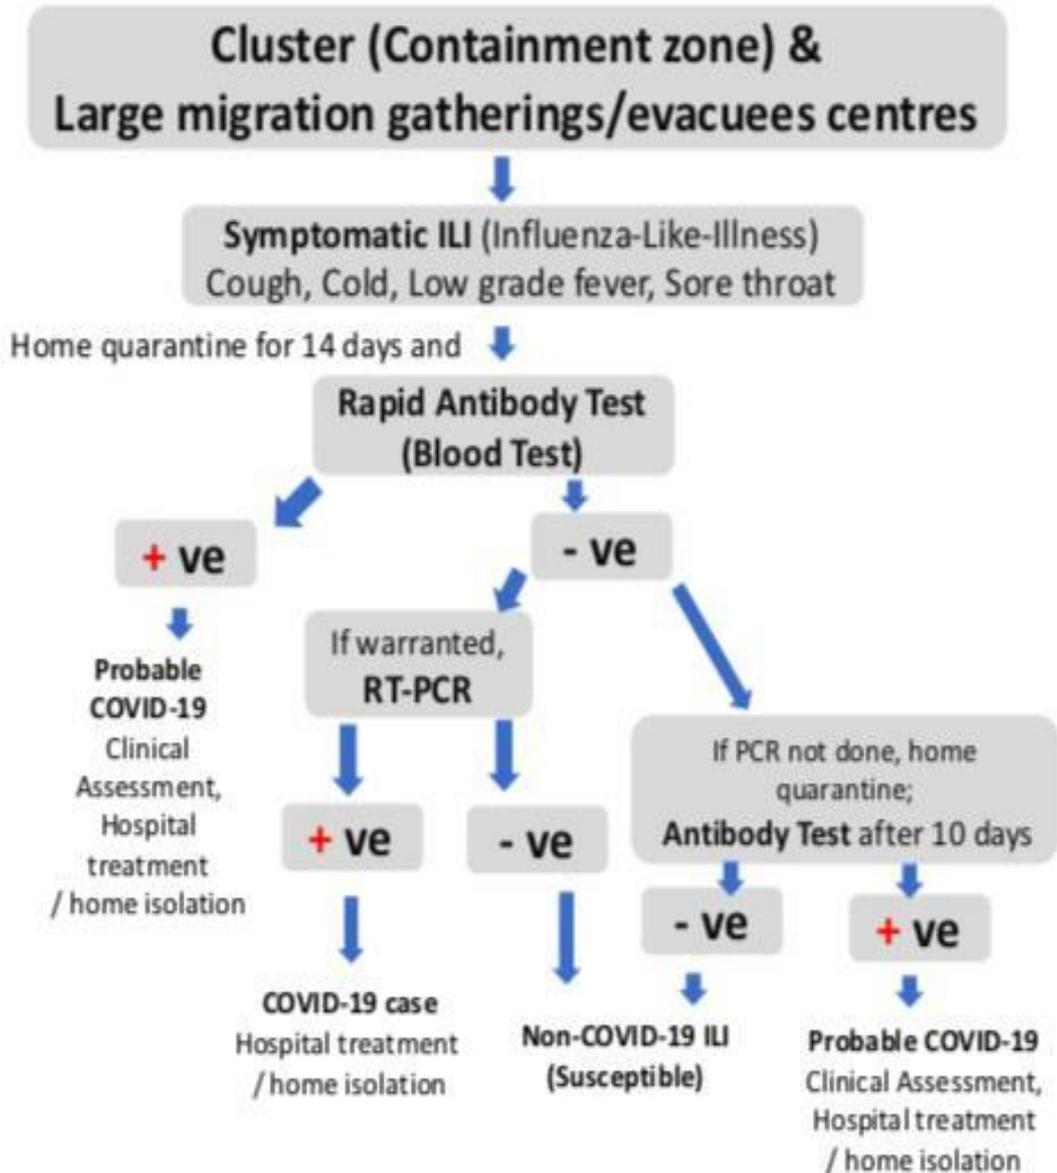 Cluster (Containment zone) &
Large migration gatherings/evacuees centres
Symptomatic ILI (Influenza-Like-Illness)
Cough, Cold, Low grade fever, Sore throat
Home quarantine for 14 days and
Rapid Antibody Test
(Blood Test)
+ ve
- ve
Probable
COVID-19
Clinical
Assessment,
Hospital
treatment
/ home isolation
If warranted,
RT-PCR
+ ve
- ve
COVID-19 case
Hospital treatment
/ home isolation
If PCR not done, home
quarantine;
Antibody Test after 10 days
- ve
+ ve
Non-COVID-19 ILI
(Susceptible)
Probable COVID-19
Clinical Assessment,
Hospital treatment
/ home isolation